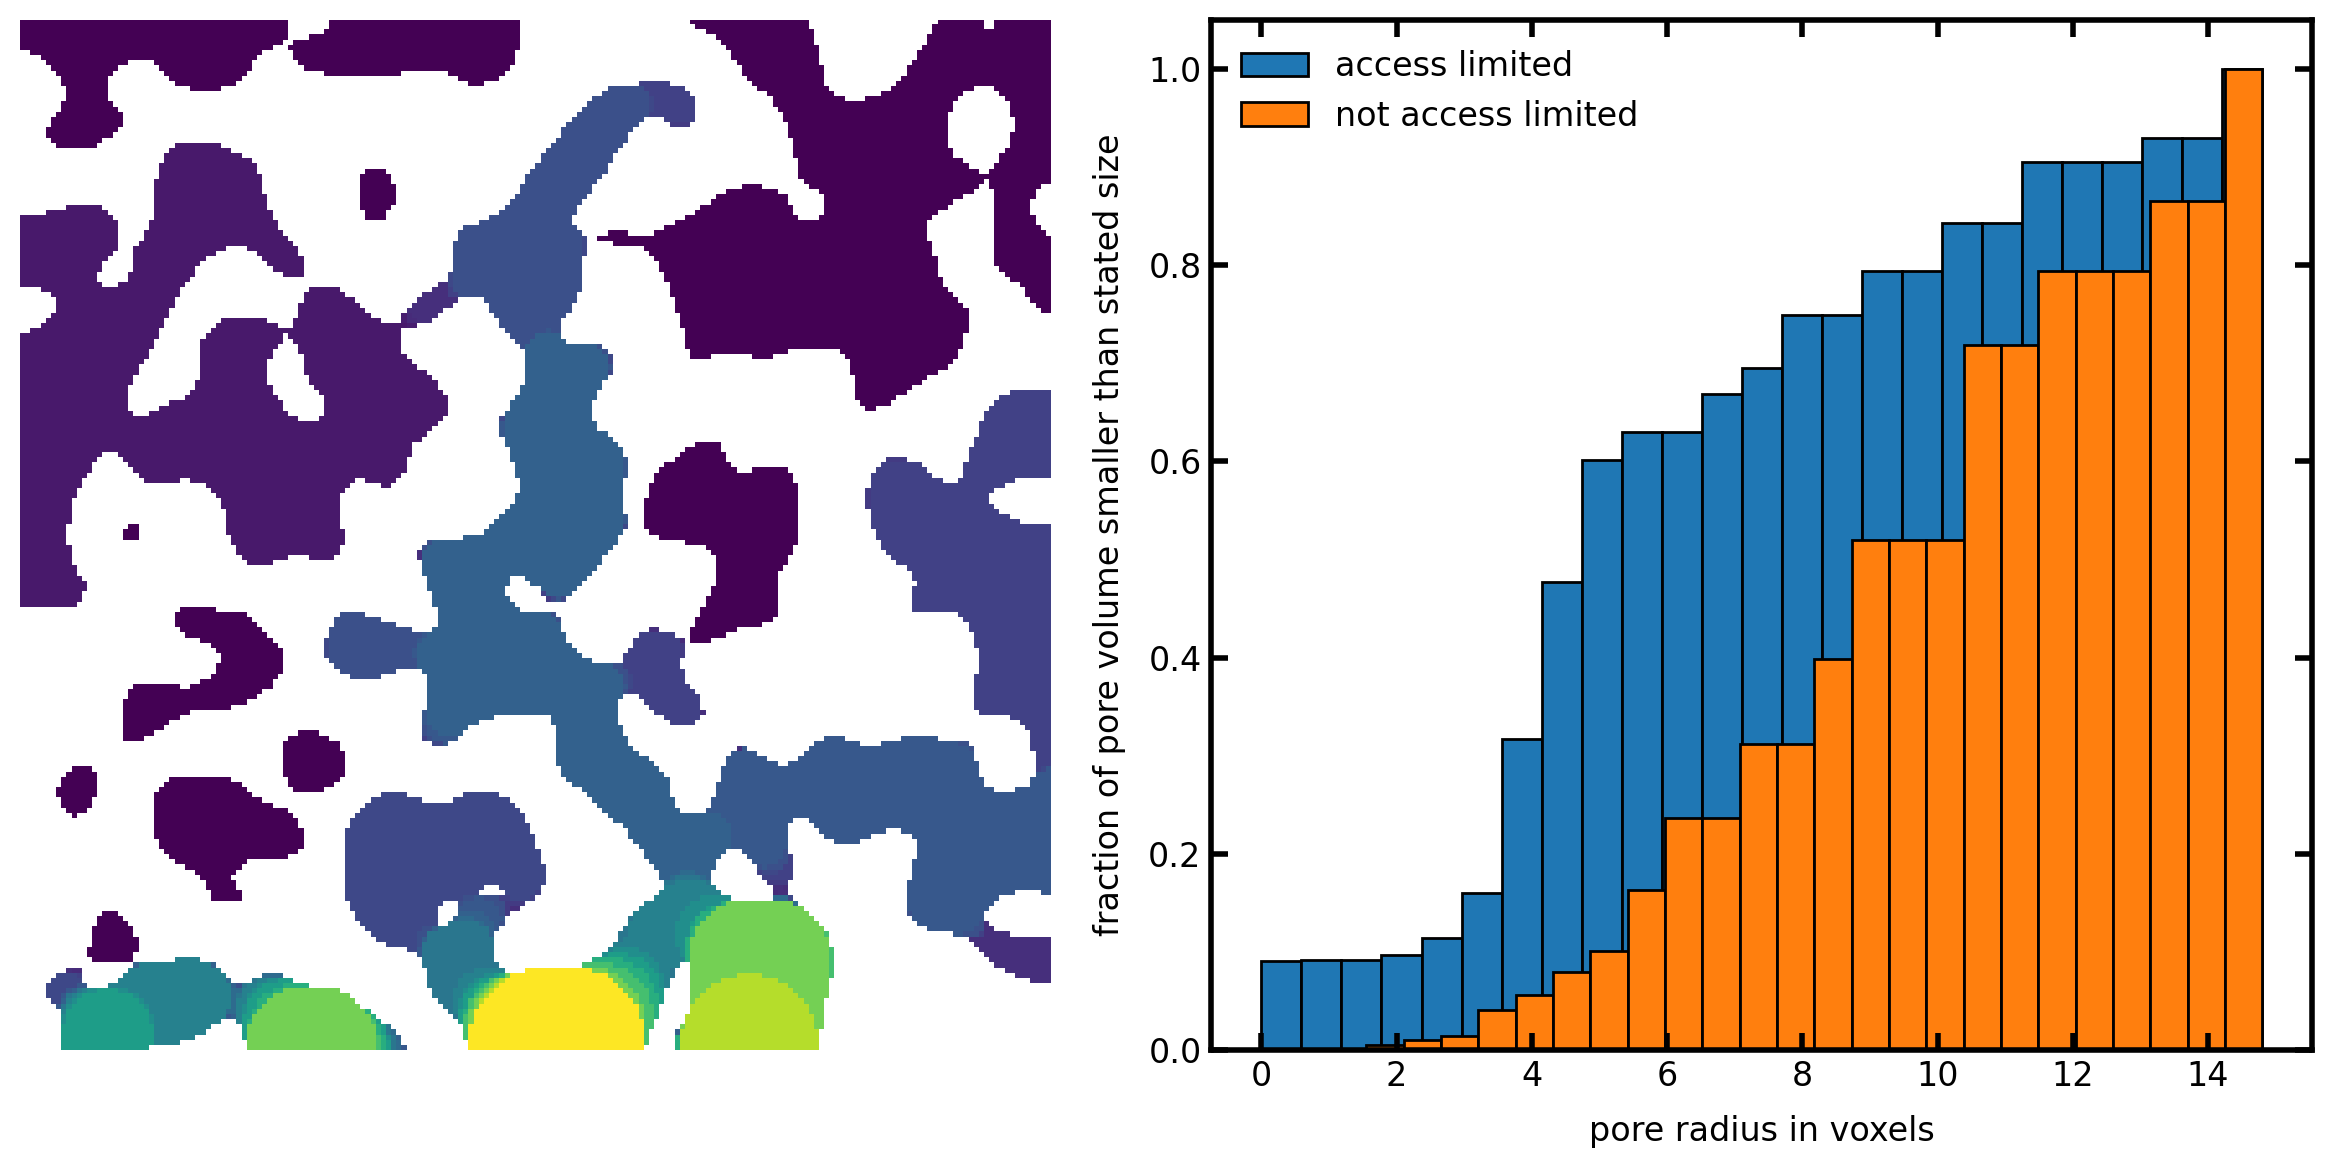 access limited
not access limited
fraction of pore volume smaller than stated size
1.0
0.8
0.6
0.4
0.2
0.0
0 2 4 6 8 10 12 14
pore radius in voxels